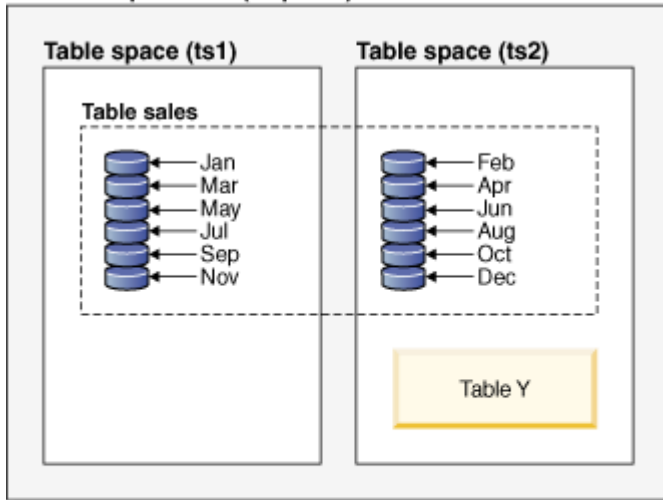 Table space (ts1)
Table space (ts2)
Table sales
Jan
Mar
May
Jul
Sep
Nov
Feb
Apr
Jun
Aug
Oct
Dec
Table Y